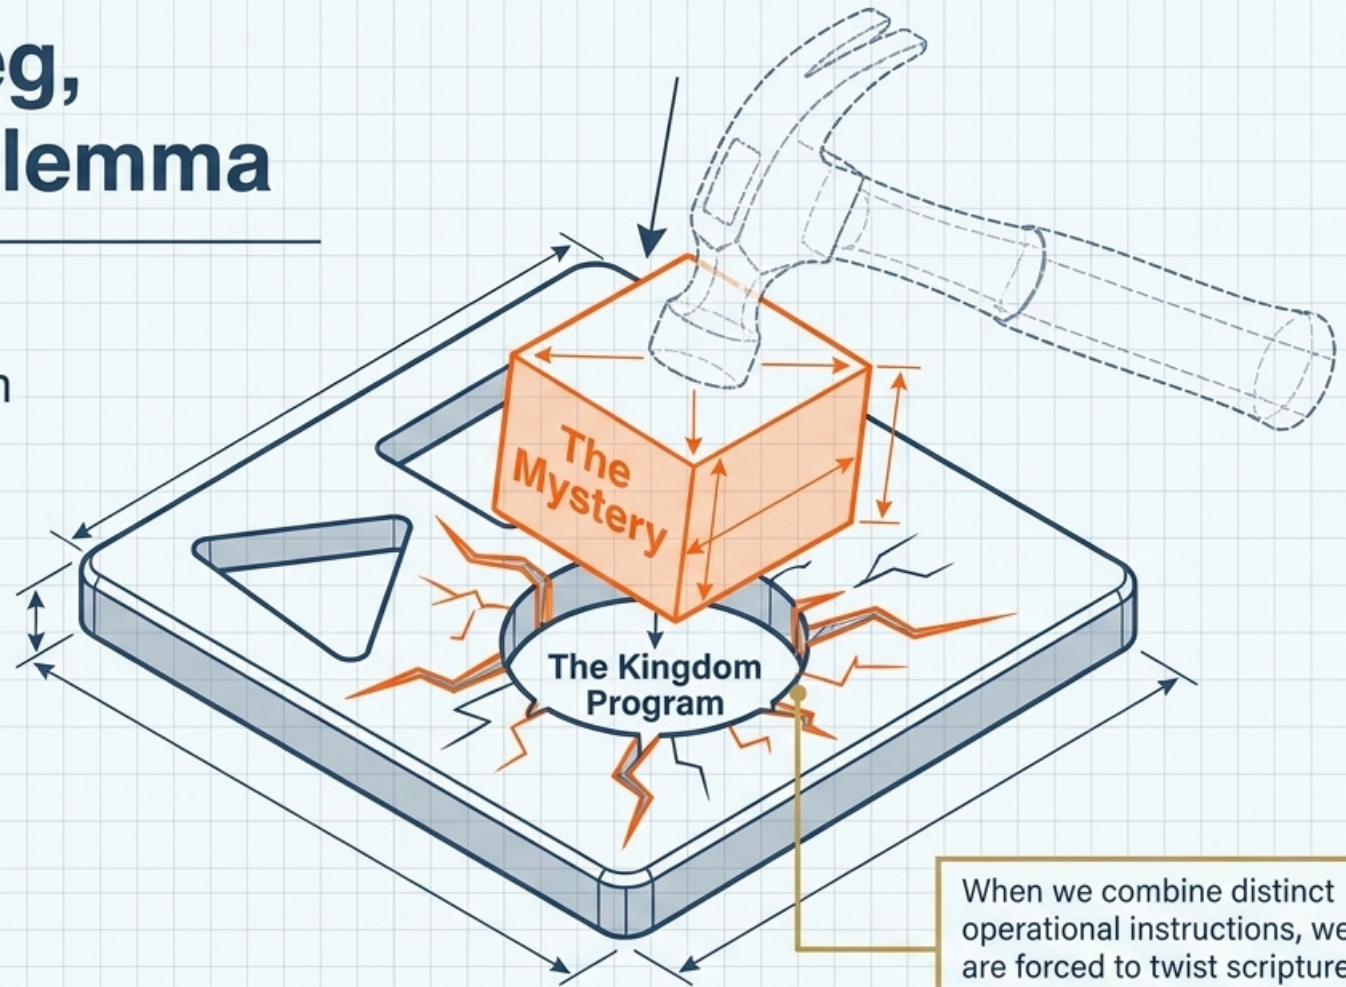 eg,
lemma
n
The
Mystery
The Kingdom
Program
When we combine distinct
operational instructions, we
are forced to twist scripture